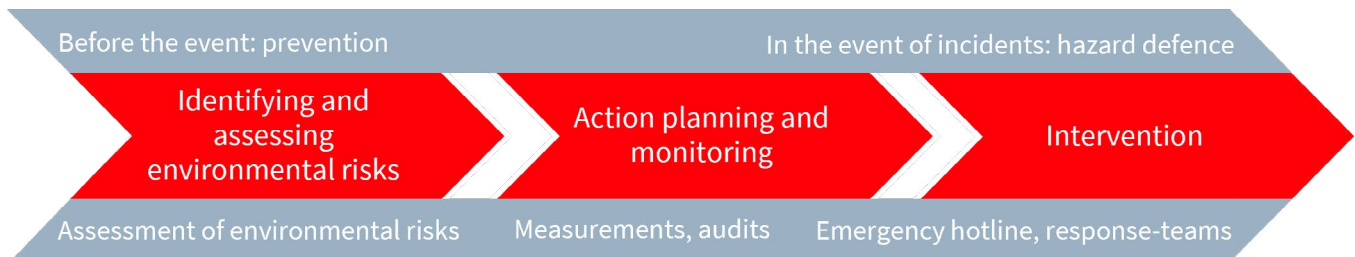 Before the event: prevention
In the event of incidents: hazard defence
Identifying and
assessing
environmental risks
Action planning and
monitoring
Intervention
Assessment of environmental risks
Measurements, audits
Emergency hotline, response-teams